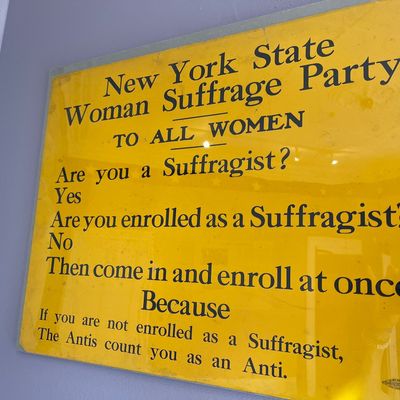 New York State
Woman Suffrage Party
TO ALL WOMEN
Are you a Suffragist?
Yes
Are you enrolled as a Suffragist?
No
Then come in and enroll at once
Because
If you are not enrolled as a Suffragist,
The Antis count you as an Anti.